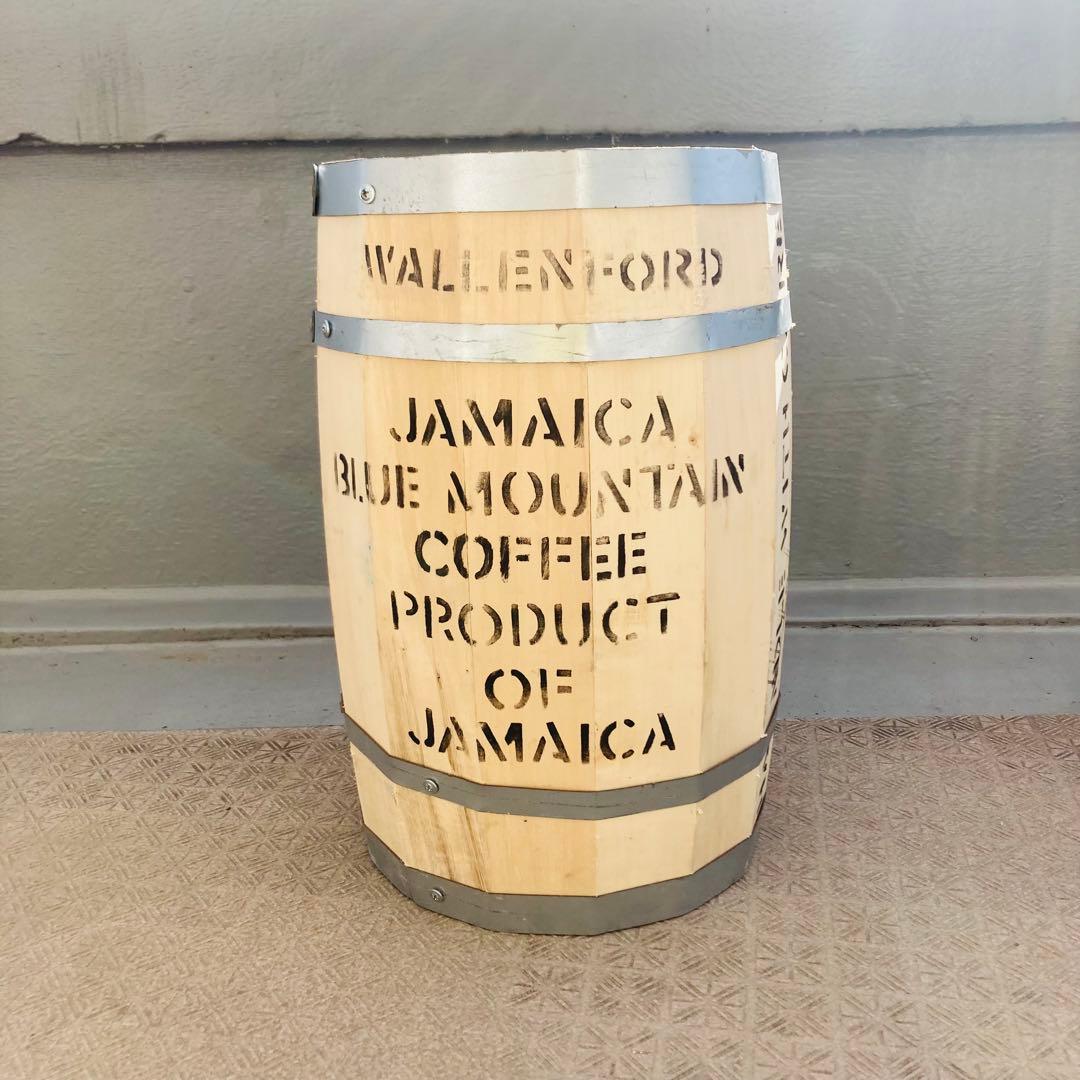 WALLENFORD
JAMAICA
BLUE MOUNTAIN
COFFEE
PRODUCT
OF
JAMAICA